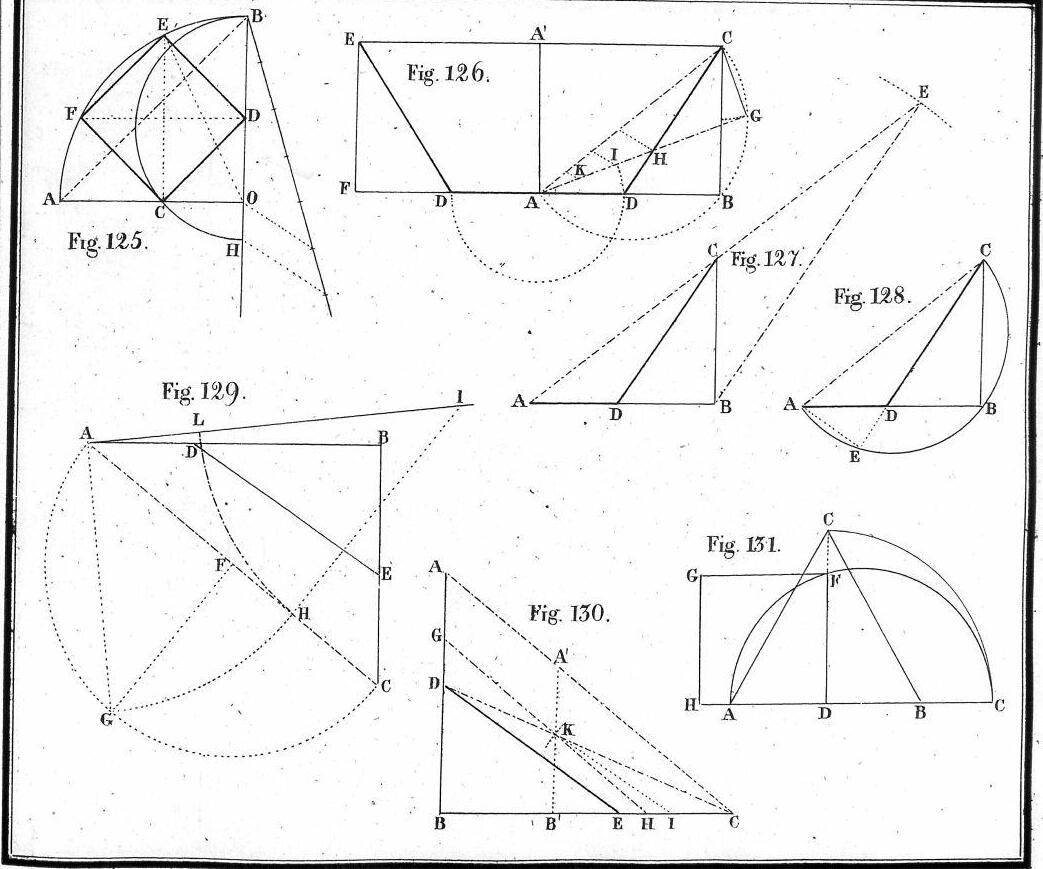 E B
F D
A C O
H
Fig. 125.
E A' C
Fig. 126.
G
K I H
F D A D B
E
C
Fig. 127.
A D B
C
Fig. 128.
A D B
E
Fig. 129.
I
L
A D B
F E
H
C
G
A
G
D
Fig. 130.
A'
K
B B' E H I C
C
Fig. 131.
G F
H A D B C